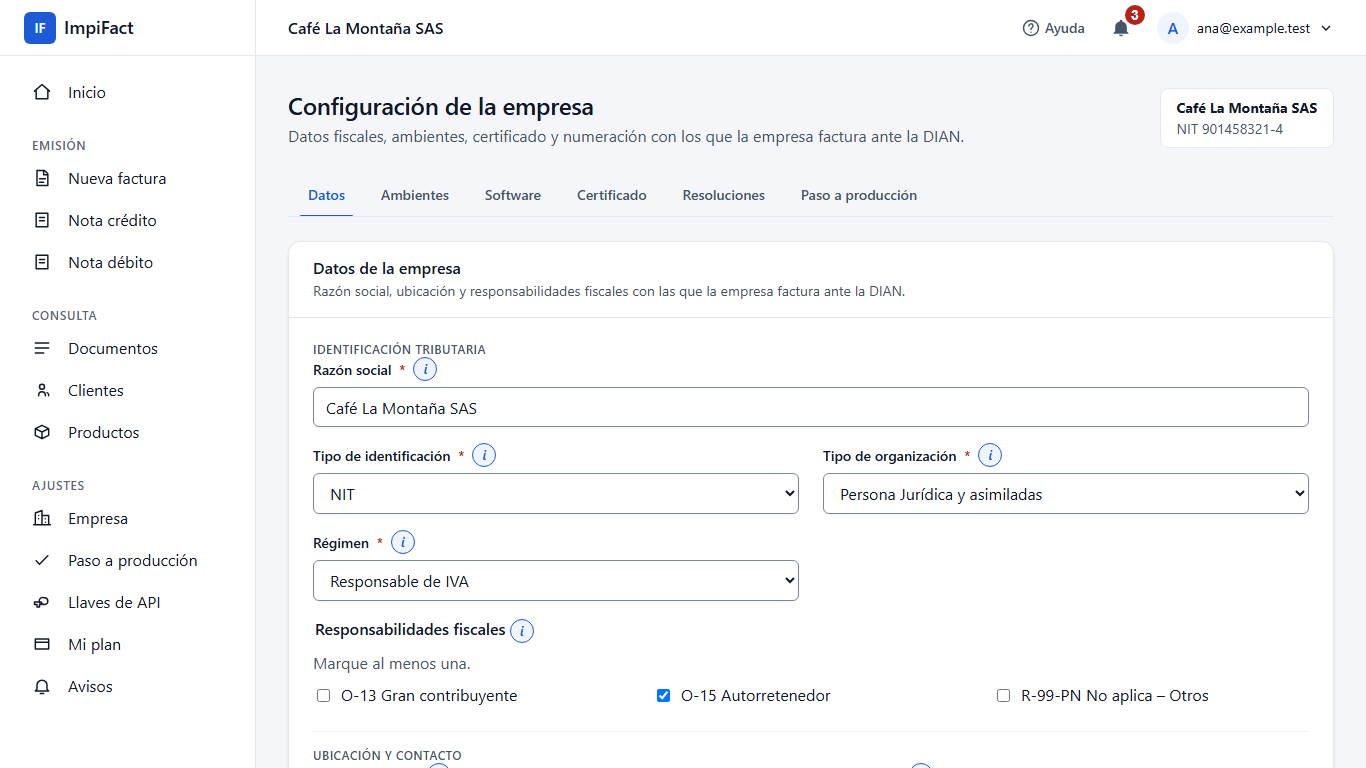 IF ImpiFact
Café La Montaña SAS
Ayuda
3
A
ana@example.test
Inicio
EMISIÓN
Nueva factura
Nota crédito
Nota débito
CONSULTA
Documentos
Clientes
Productos
AJUSTES
Empresa
Paso a producción
Llaves de API
Mi plan
Avisos
Configuración de la empresa
Datos fiscales, ambientes, certificado y numeración con los que la empresa factura ante la DIAN.
Café La Montaña SAS
NIT 901458321-4
Datos Ambientes Software Certificado Resoluciones Paso a producción
Datos de la empresa
Razón social, ubicación y responsabilidades fiscales con las que la empresa factura ante la DIAN.
IDENTIFICACIÓN TRIBUTARIA
Razón social * i
Café La Montaña SAS
Tipo de identificación * i
NIT
Tipo de organización * i
Persona Jurídica y asimiladas
Régimen * i
Responsable de IVA
Responsabilidades fiscales i
Marque al menos una.
O-13 Gran contribuyente
O-15 Autorretenedor
R-99-PN No aplica – Otros
UBICACIÓN Y CONTACTO